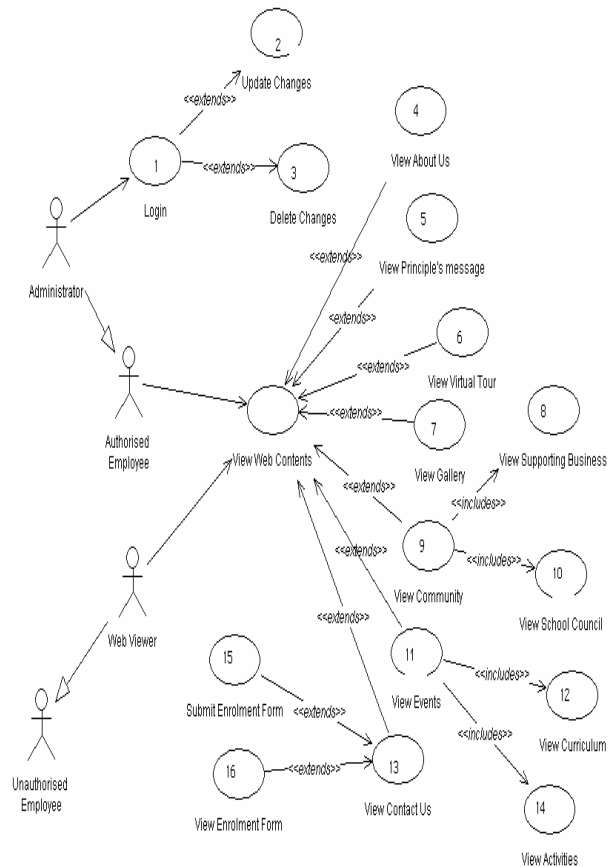 2
Update Changes
<<extends>>
4
View About Us
1
Login
<<extends>>
3
Delete Changes
5
View Principle's message
<<extends>>
Administrator
<extends>>
6
View Virtual Tour
<<extends>>
Authorised
Employee
View Web Contents
<<extends>>
7
View Gallery
8
View Supporting Business
<<includes>>
<<extends>>
9
View Community
<<includes>>
10
View School Council
<<extends>>
Web Viewer
<<extends>>
11
View Events
<<includes>>
12
View Curriculum
15
Submit Enrolment Form
<<extends>>
<<includes>>
Unauthorised
Employee
16
View Enrolment Form
<<extends>>
13
View Contact Us
14
View Activities